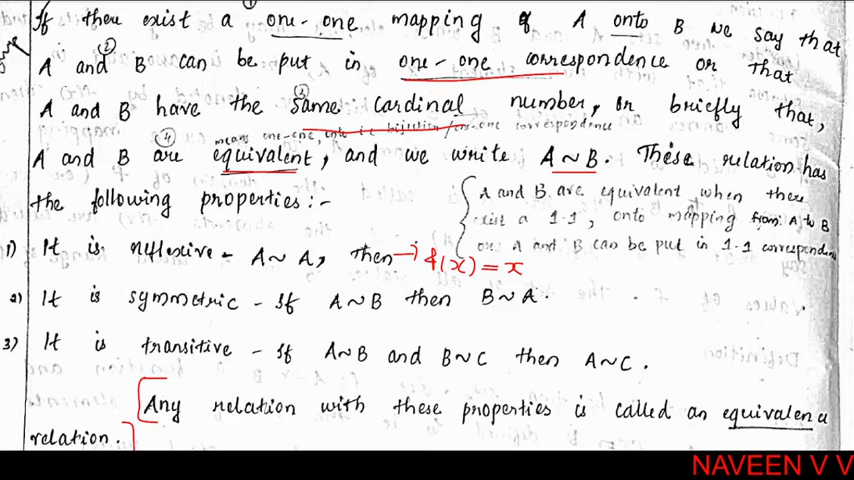 If there exist a one-one mapping of A onto B we say that
A and B can be put in one-one correspondence or that
A and B have the same cardinal number, or briefly that,
means one-one, onto i.e bijection / one-one correspondence
A and B are equivalent, and we write A ~ B. These relation has
the following properties :-
A and B are equivalent when there
exist a 1-1, onto mapping from A to B
or A and B can be put in 1-1 correspondence
1) It is reflexive - A ~ A, then f(x) = x
2) It is symmetric - If A ~ B then B ~ A.
3) It is transitive - If A ~ B and B ~ C then A ~ C.
Any relation with these properties is called an equivalence
relation.
NAVEEN V V